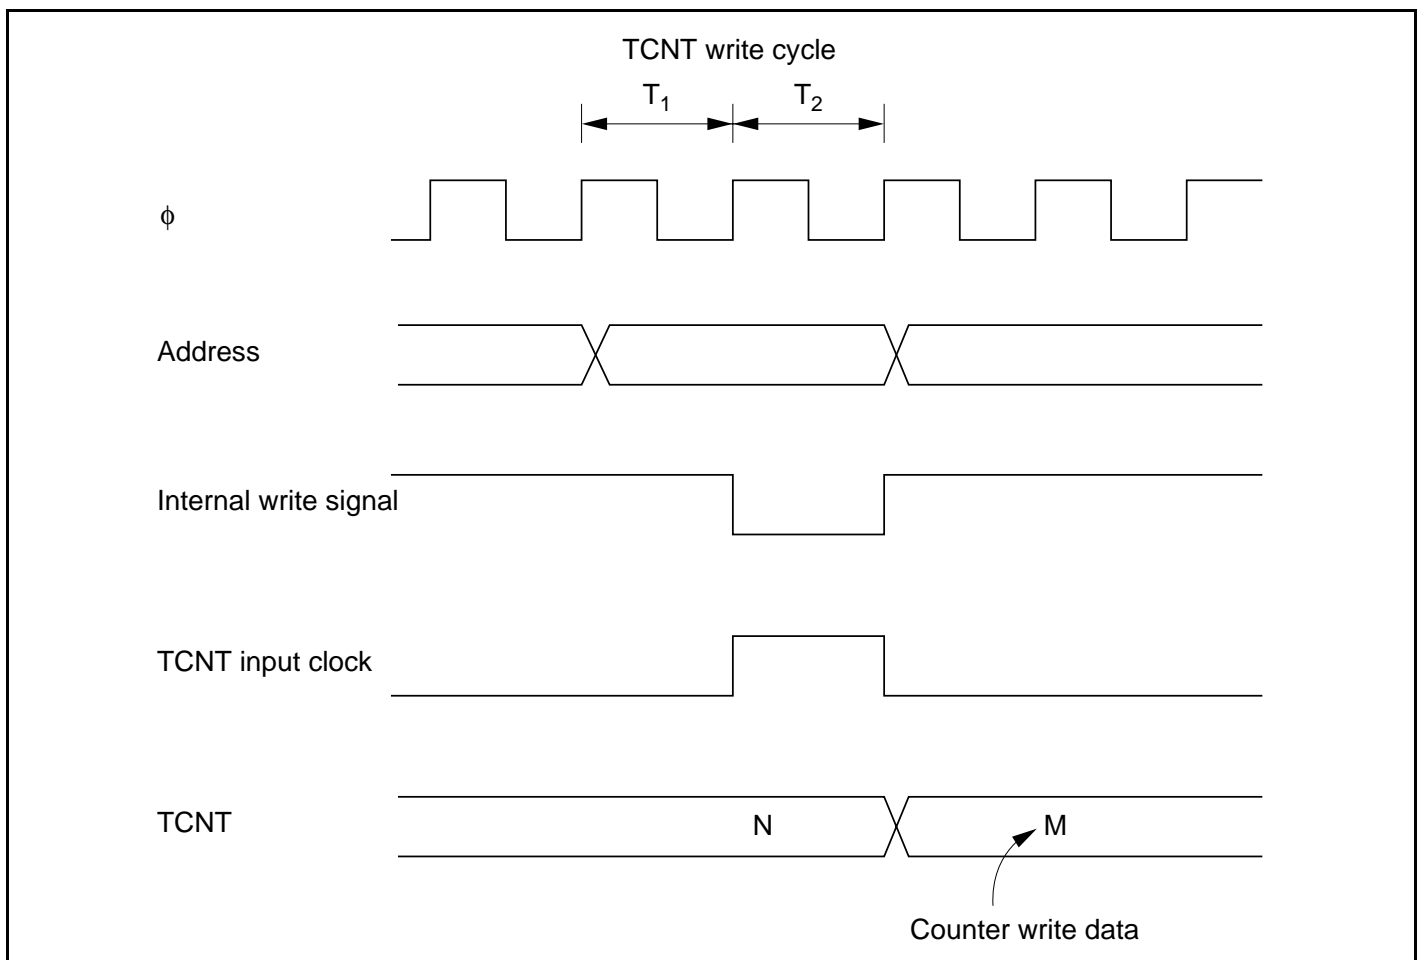 TCNT write cycle
T1 T2
ϕ
Address
Internal write signal
TCNT input clock
TCNT N M
Counter write data